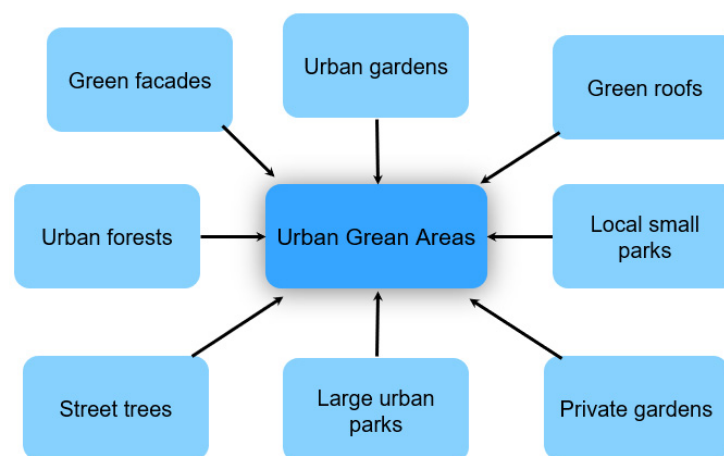 Green facades
Urban gardens
Green roofs
Urban forests
Urban Grean Areas
Local small
parks
Street trees
Large urban
parks
Private gardens